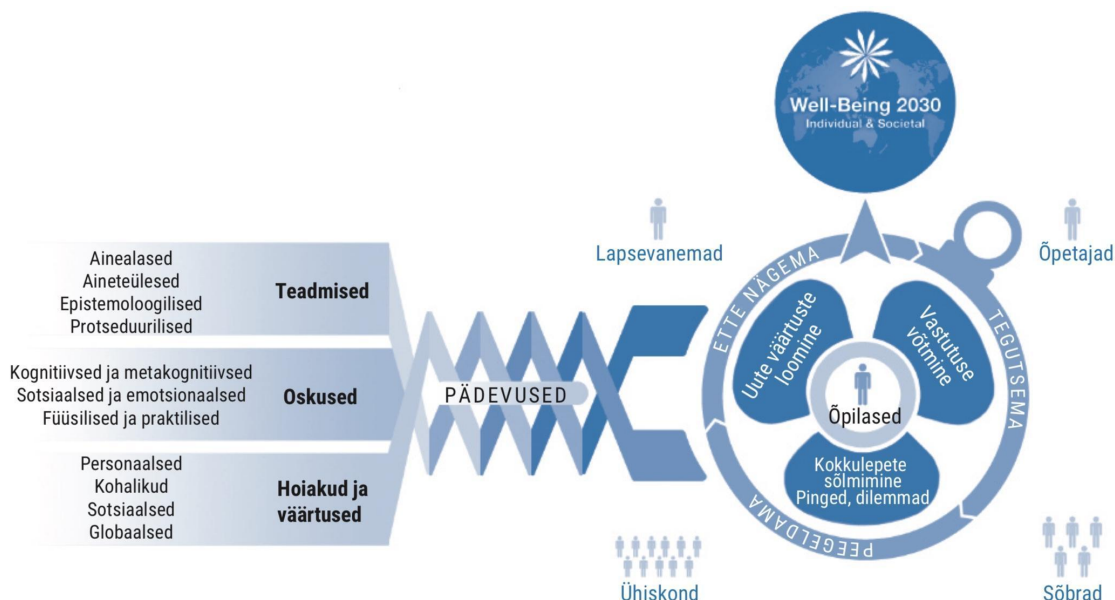 Well-Being 2030
Individual & Societal
Lapsevanemad
Õpetajad
Ainealased
Aineteülesed
Epistemoloogilised
Protseduurilised
Teadmised
Kognitiivsed ja metakognitiivsed
Sotsiaalsed ja emotsionaalsed
Füüsilised ja praktilised
Oskused
Personaalsed
Kohalikud
Sotsiaalsed
Globaalsed
Hoiakud ja
väärtused
PÄDEVUSED
ETTE NÄGEMA
TEGUTSEMA
PEEGELDAMA
Uute väärtuste
loomine
Vastutuse
võtmine
Õpilased
Kokkulepete
sõlmimine
Pinged, dilemmad
Ühiskond
Sõbrad